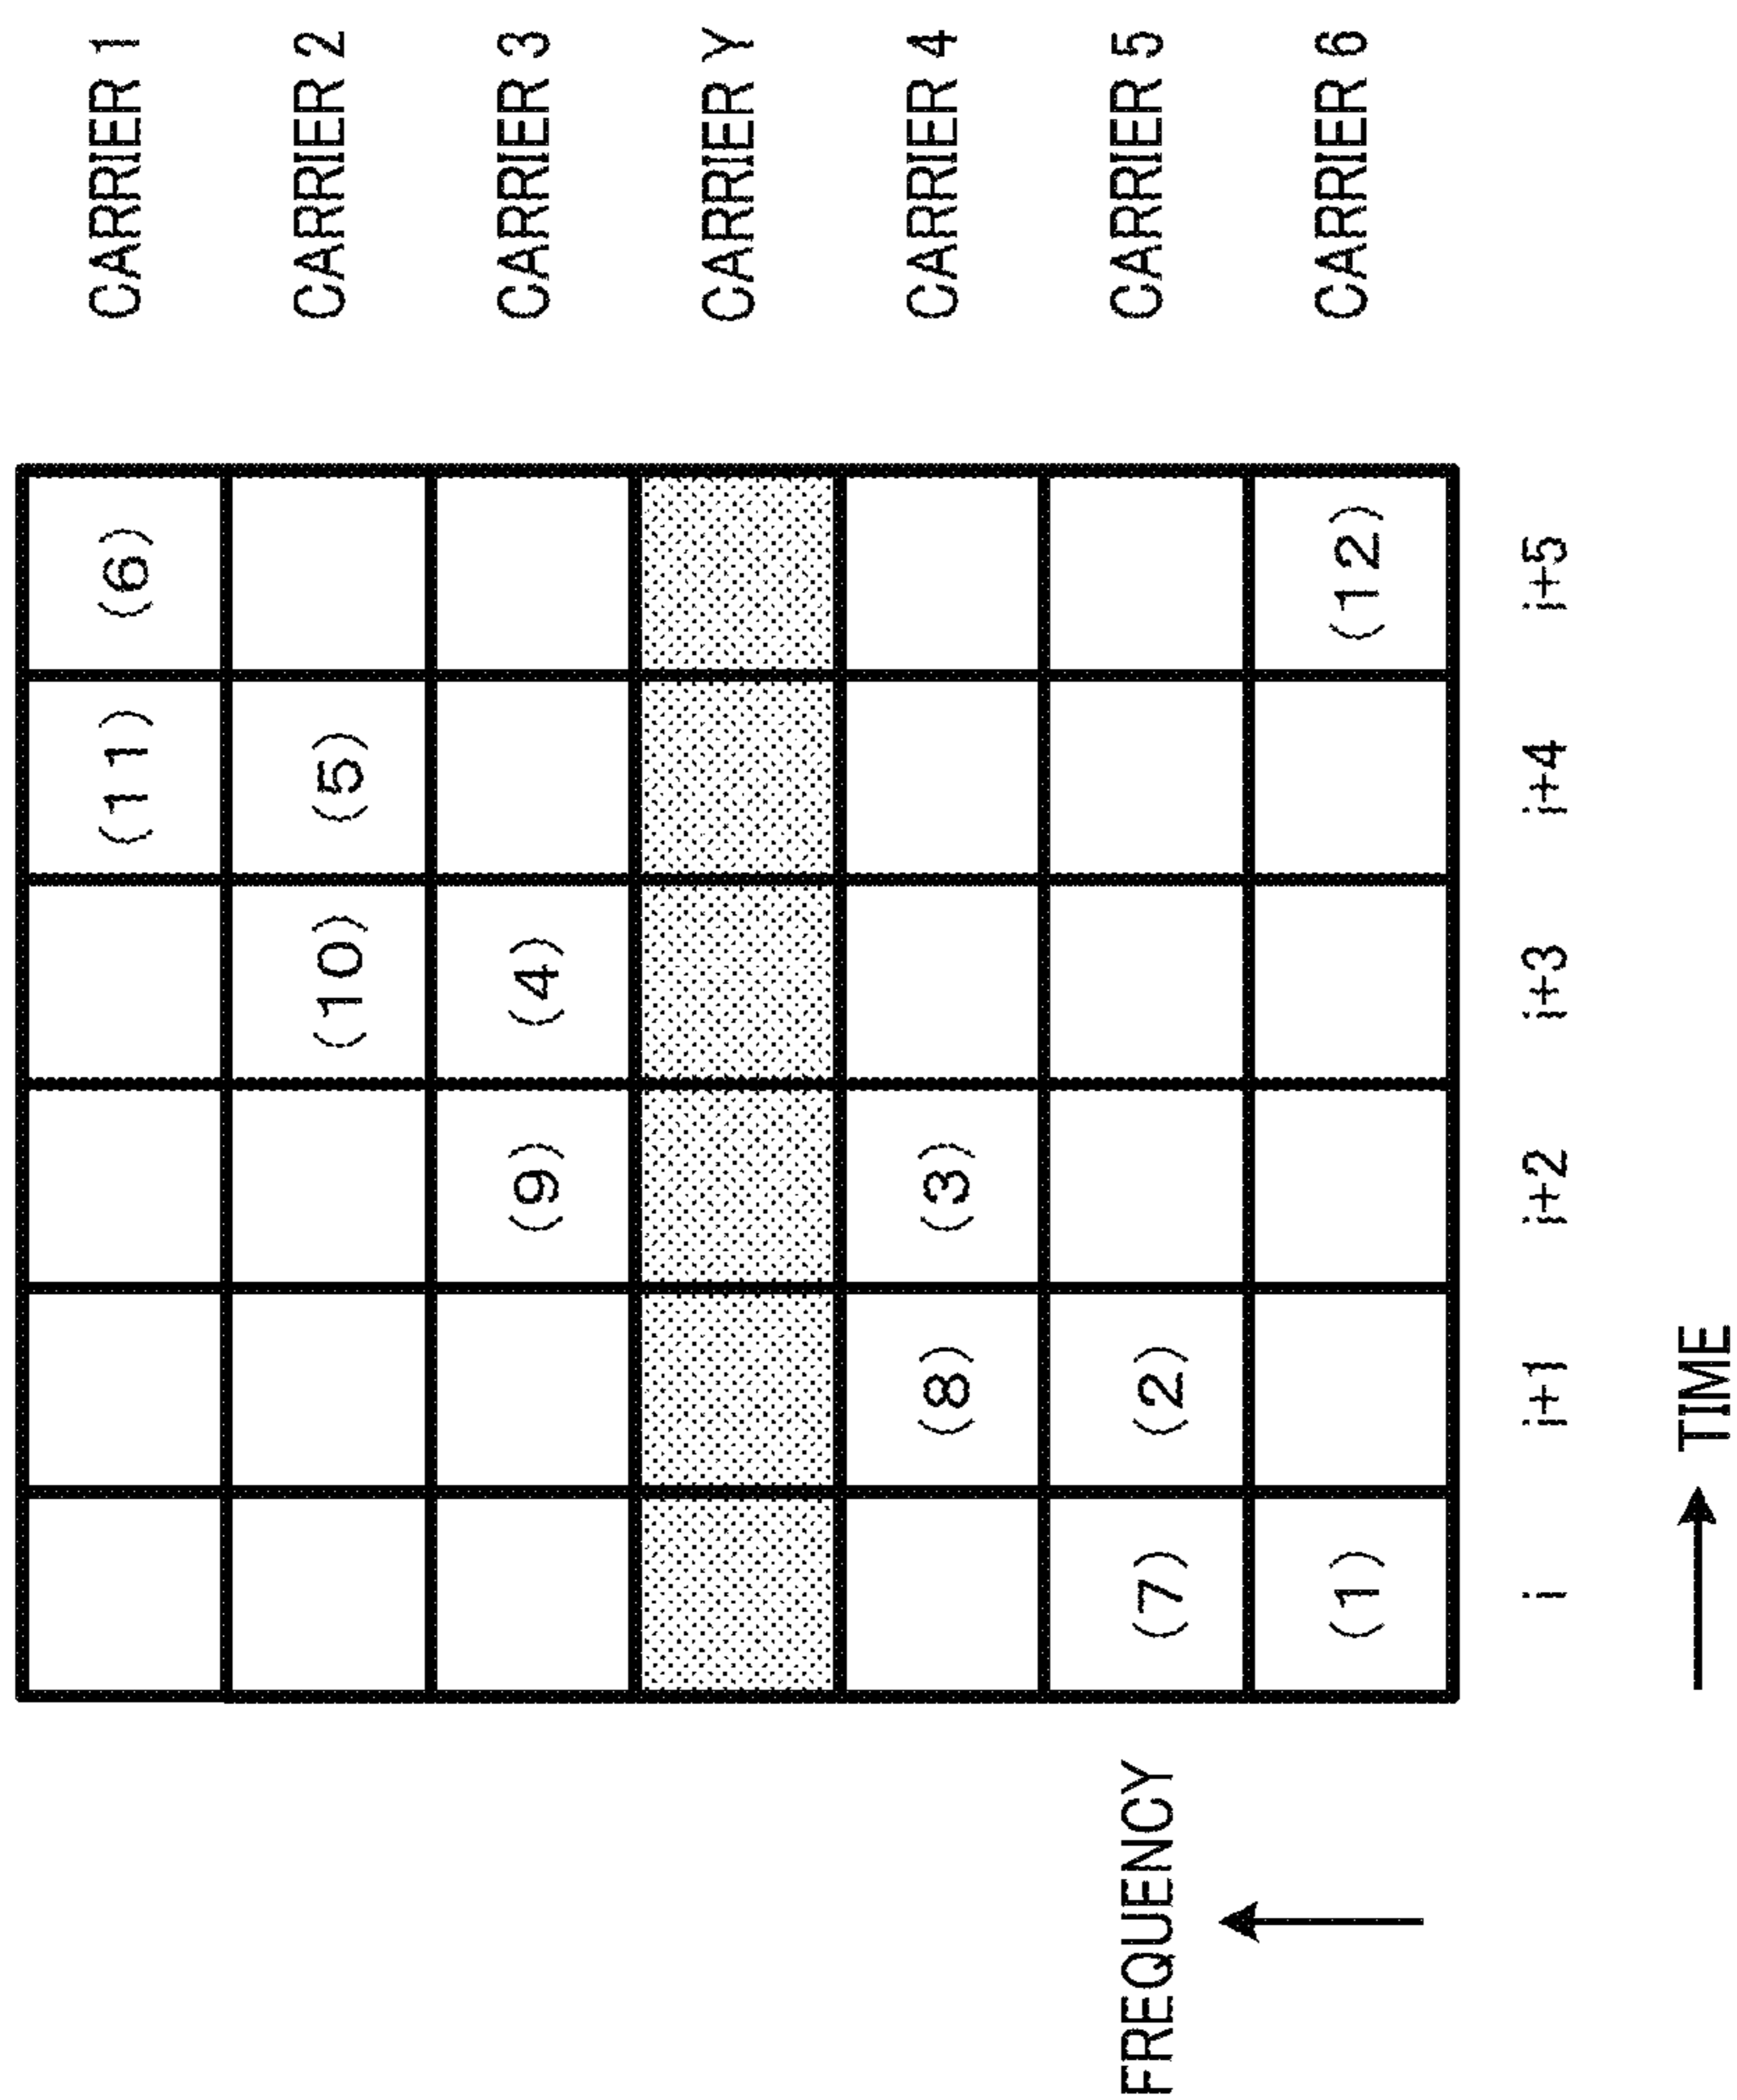 (11) (6) CARRIER 1
(10) (5) CARRIER 2
(9) (4) CARRIER 3
CARRIER Y
(8) (3) CARRIER 4
FREQUENCY
(7) (2) CARRIER 5
(1) (12) CARRIER 6
i i+1 i+2 i+3 i+4 i+5
TIME